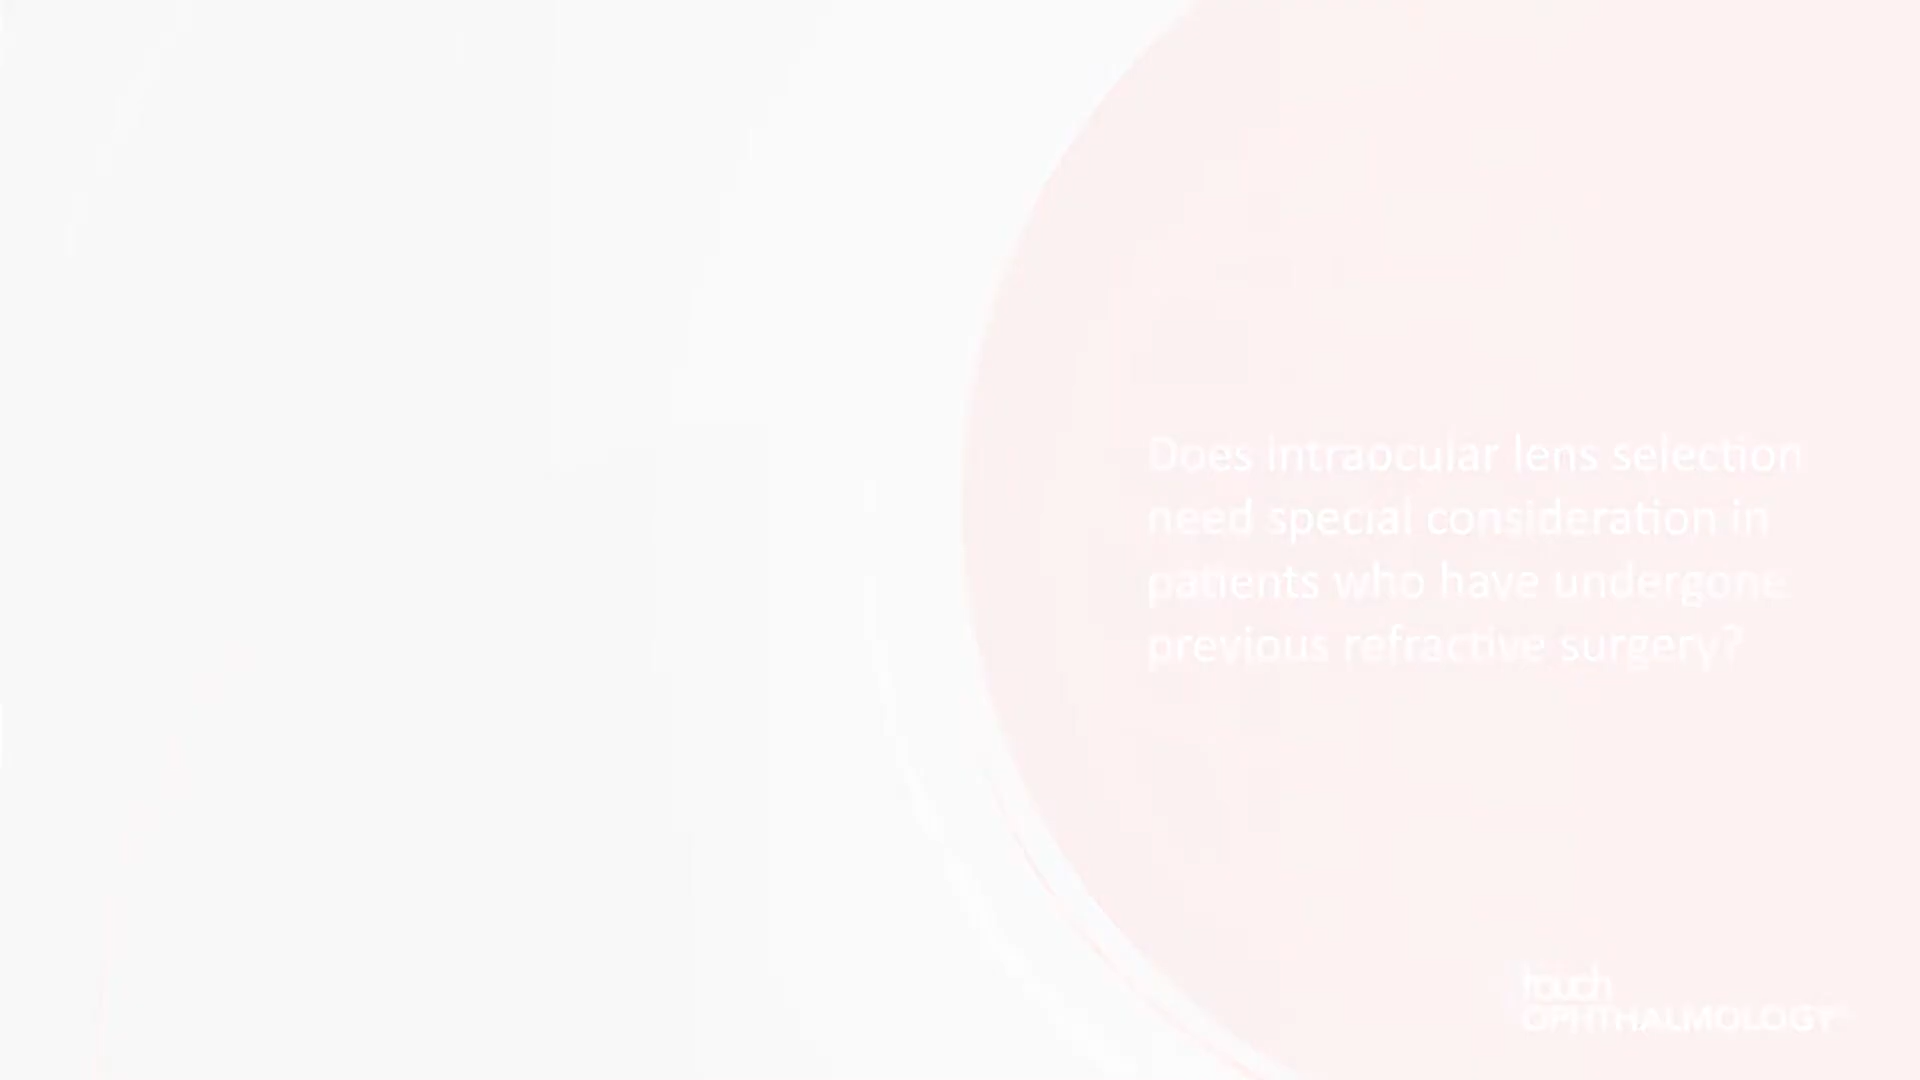 Does intraocular lens selection
need special consideration in
patients who have undergone
previous refractive surgery?
touch
OPHTHALMOLOGY